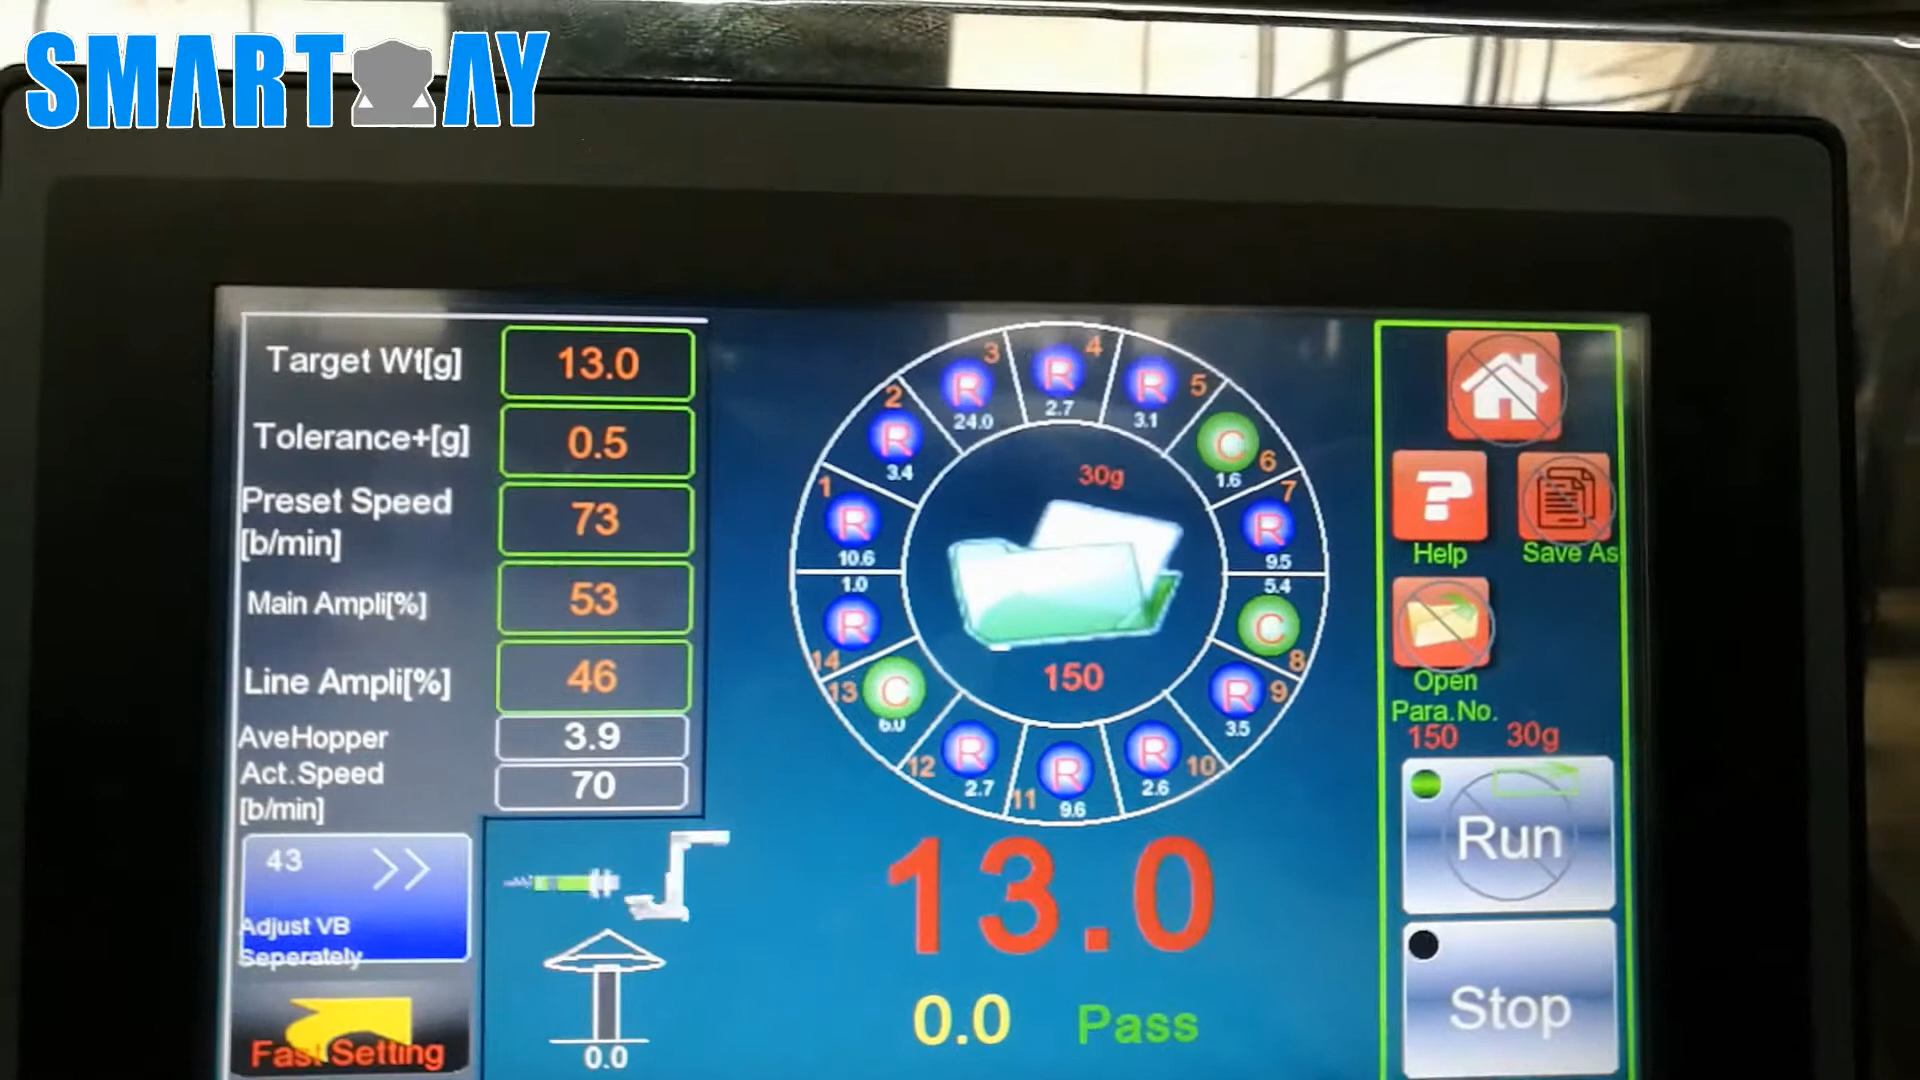 SMART AY
Target Wt[g] 13.0
Tolerance+[g] 0.5
Preset Speed
[b/min] 73
Main Ampli[%] 53
Line Ampli[%] 46
AveHopper 3.9
Act.Speed
[b/min] 70
43
Adjust VB
Seperately
Fast Setting
0.0
1 R 10.6
2 R 3.4
3 R 24.0
4 R 2.7
5 R 3.1
6 C 1.6
7 R 9.5
8 C 5.4
9 R 3.5
10 R 2.6
11 R 9.6
12 R 2.7
13 C 6.0
14 R 1.0
30g
150
13.0
0.0 Pass
?
Help Save As
Open
Para.No.
150 30g
Run
Stop